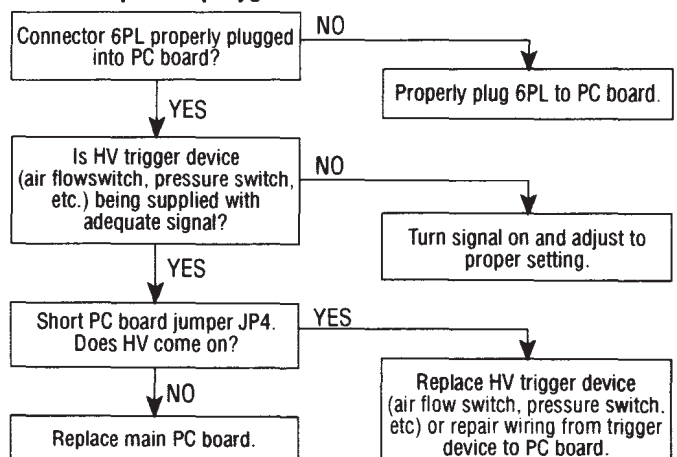 Connector 6PL properly plugged
into PC board?
NO
Properly plug 6PL to PC board.
YES
Is HV trigger device
(air flowswitch, pressure switch,
etc.) being supplied with
adequate signal?
NO
Turn signal on and adjust to
proper setting.
YES
Short PC board jumper JP4.
Does HV come on?
YES
Replace HV trigger device
(air flow switch, pressure switch.
etc) or repair wiring from trigger
device to PC board.
NO
Replace main PC board.